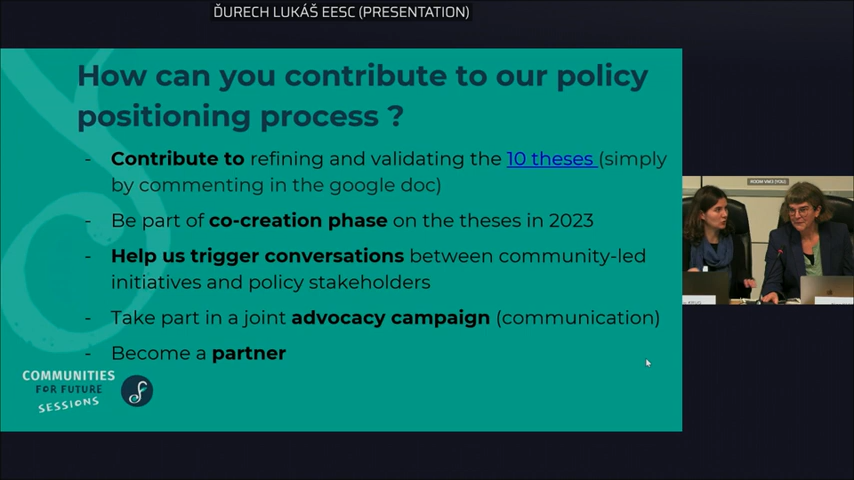 ĎURECH LUKÁŠ EESC (PRESENTATION)
How can you contribute to our policy
positioning process ?
- Contribute to refining and validating the 10 theses (simply
by commenting in the google doc)
- Be part of co-creation phase on the theses in 2023
- Help us trigger conversations between community-led
initiatives and policy stakeholders
- Take part in a joint advocacy campaign (communication)
- Become a partner
COMMUNITIES
FOR FUTURE
SESSIONS